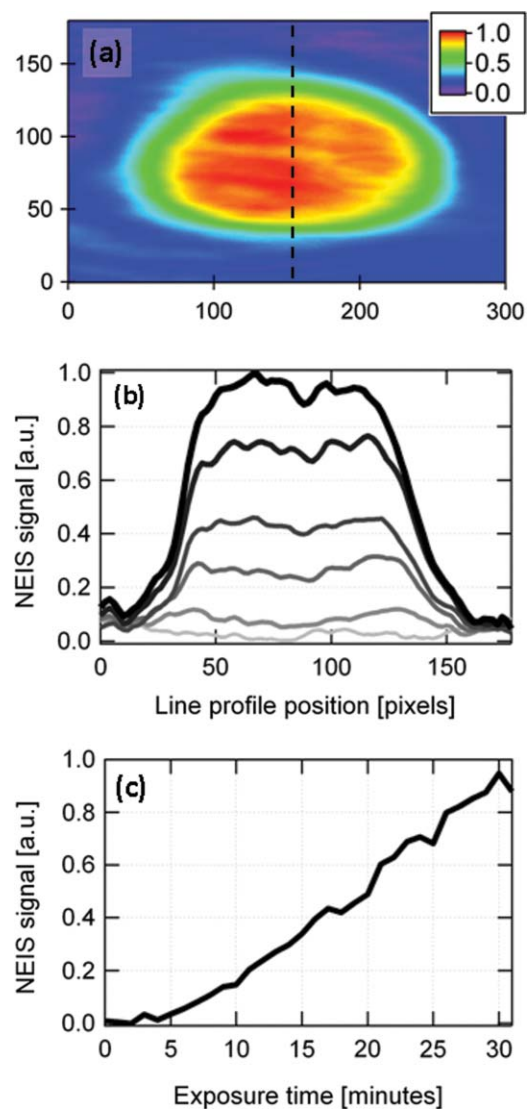 (a)
1.0
0.5
0.0
150
100
50
0
0 100 200 300
(b)
1.0
0.8
0.6
0.4
0.2
0.0
NEIS signal [a.u.]
0 50 100 150
Line profile position [pixels]
(c)
1.0
0.8
0.6
0.4
0.2
0.0
NEIS signal [a.u.]
0 5 10 15 20 25 30
Exposure time [minutes]